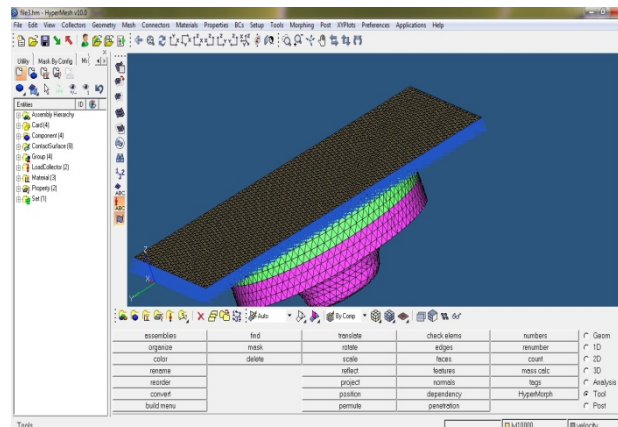 file3.hm - HyperMesh v10.0
File Edit View Collectors Geometry Mesh Connectors Materials Properties BCs Setup Tools Morphing Post XYPlots Preferences Applications Help
Utility Mask By Config
Entities ID
Assembly Hierarchy
Card (4)
Component (4)
ContactSurface (8)
Group (4)
LoadCollector (2)
Material (3)
Property (2)
Set (1)
1,2
ABC
ABC
Z
X
Y
Auto By Comp
assemblies find translate check elems numbers Geom
organize mask rotate edges renumber 1D
color delete scale faces count 2D
rename reflect features mass calc 3D
reorder project normals tags Analysis
convert position dependency HyperMorph Tool
build menu permute penetration Post
Tools velocity